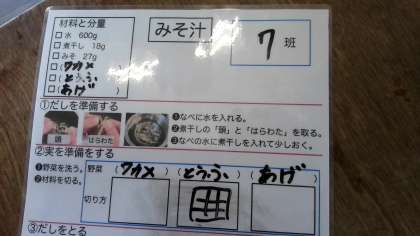 材料と分量
みそ汁
7 班
□ 水 600g
□ 煮干し 18g
□ みそ 27g
□(ワカメ)
□(とうふ)
□(あげ)
①だしを準備する
頭
はらわた
❶なべに水を入れる。
❷煮干しの「頭」と「はらわた」を取る。
❸なべの水に煮干しを入れて少しおく。
②実を準備をする
❶野菜を洗う。
❷材料を切る。
野菜 (ワカメ) (とうふ) (あげ)
切り方
③だしをとる